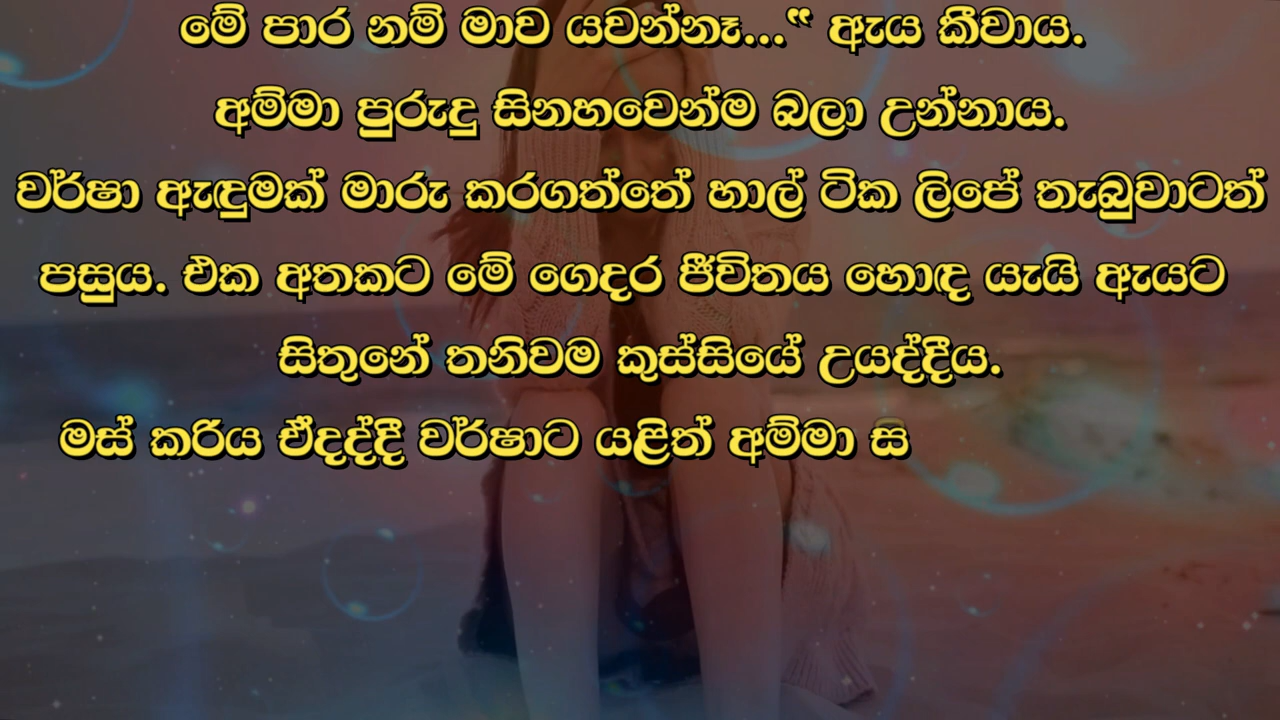 මේ පාර නම් මාව යවන්නෑ...‟ ඇය කීවාය.
අම්මා පුරුදු සිනහවෙන්ම බලා උන්නාය.
වර්ෂා ඇඳුමක් මාරු කරගත්තේ හාල් ටික ලිපේ තැබුවාටත්
පසුය. එක අතකට මේ ගෙදර ජීවිතය හොඳ යැයි ඇයට
සිතුනේ තනිවම කුස්සියේ උයද්දීය.
මස් කරිය ඒදද්දී වර්ෂාට යළිත් අම්මා ස